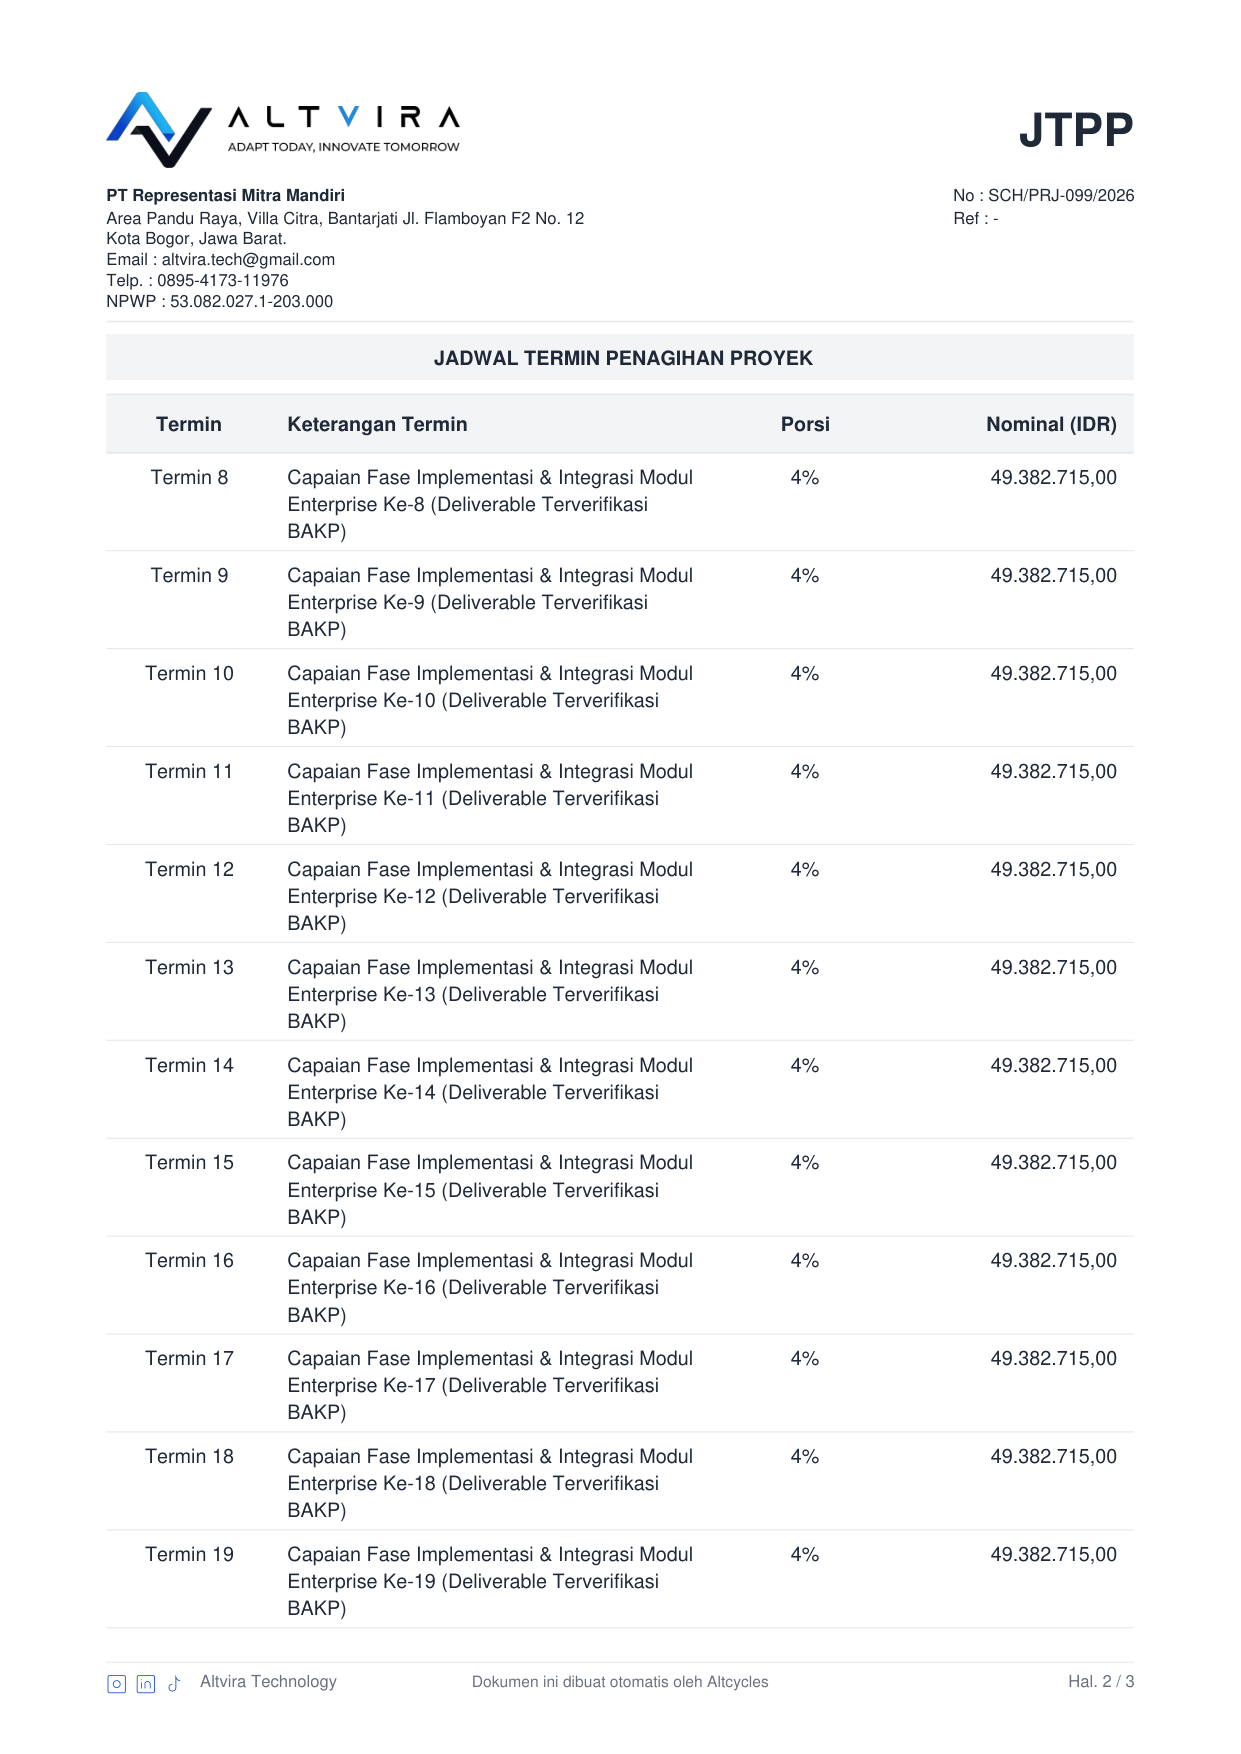 ALTVIRA
ADAPT TODAY, INNOVATE TOMORROW
JTPP
PT Representasi Mitra Mandiri
Area Pandu Raya, Villa Citra, Bantarjati Jl. Flamboyan F2 No. 12
Kota Bogor, Jawa Barat.
Email : altvira.tech@gmail.com
Telp. : 0895-4173-11976
NPWP : 53.082.027.1-203.000
No : SCH/PRJ-099/2026
Ref : -
JADWAL TERMIN PENAGIHAN PROYEK
Termin Keterangan Termin Porsi Nominal (IDR)
Termin 8 Capaian Fase Implementasi & Integrasi Modul 4% 49.382.715,00
Enterprise Ke-8 (Deliverable Terverifikasi
BAKP)
Termin 9 Capaian Fase Implementasi & Integrasi Modul 4% 49.382.715,00
Enterprise Ke-9 (Deliverable Terverifikasi
BAKP)
Termin 10 Capaian Fase Implementasi & Integrasi Modul 4% 49.382.715,00
Enterprise Ke-10 (Deliverable Terverifikasi
BAKP)
Termin 11 Capaian Fase Implementasi & Integrasi Modul 4% 49.382.715,00
Enterprise Ke-11 (Deliverable Terverifikasi
BAKP)
Termin 12 Capaian Fase Implementasi & Integrasi Modul 4% 49.382.715,00
Enterprise Ke-12 (Deliverable Terverifikasi
BAKP)
Termin 13 Capaian Fase Implementasi & Integrasi Modul 4% 49.382.715,00
Enterprise Ke-13 (Deliverable Terverifikasi
BAKP)
Termin 14 Capaian Fase Implementasi & Integrasi Modul 4% 49.382.715,00
Enterprise Ke-14 (Deliverable Terverifikasi
BAKP)
Termin 15 Capaian Fase Implementasi & Integrasi Modul 4% 49.382.715,00
Enterprise Ke-15 (Deliverable Terverifikasi
BAKP)
Termin 16 Capaian Fase Implementasi & Integrasi Modul 4% 49.382.715,00
Enterprise Ke-16 (Deliverable Terverifikasi
BAKP)
Termin 17 Capaian Fase Implementasi & Integrasi Modul 4% 49.382.715,00
Enterprise Ke-17 (Deliverable Terverifikasi
BAKP)
Termin 18 Capaian Fase Implementasi & Integrasi Modul 4% 49.382.715,00
Enterprise Ke-18 (Deliverable Terverifikasi
BAKP)
Termin 19 Capaian Fase Implementasi & Integrasi Modul 4% 49.382.715,00
Enterprise Ke-19 (Deliverable Terverifikasi
BAKP)
Altvira Technology Dokumen ini dibuat otomatis oleh Altcycles Hal. 2 / 3